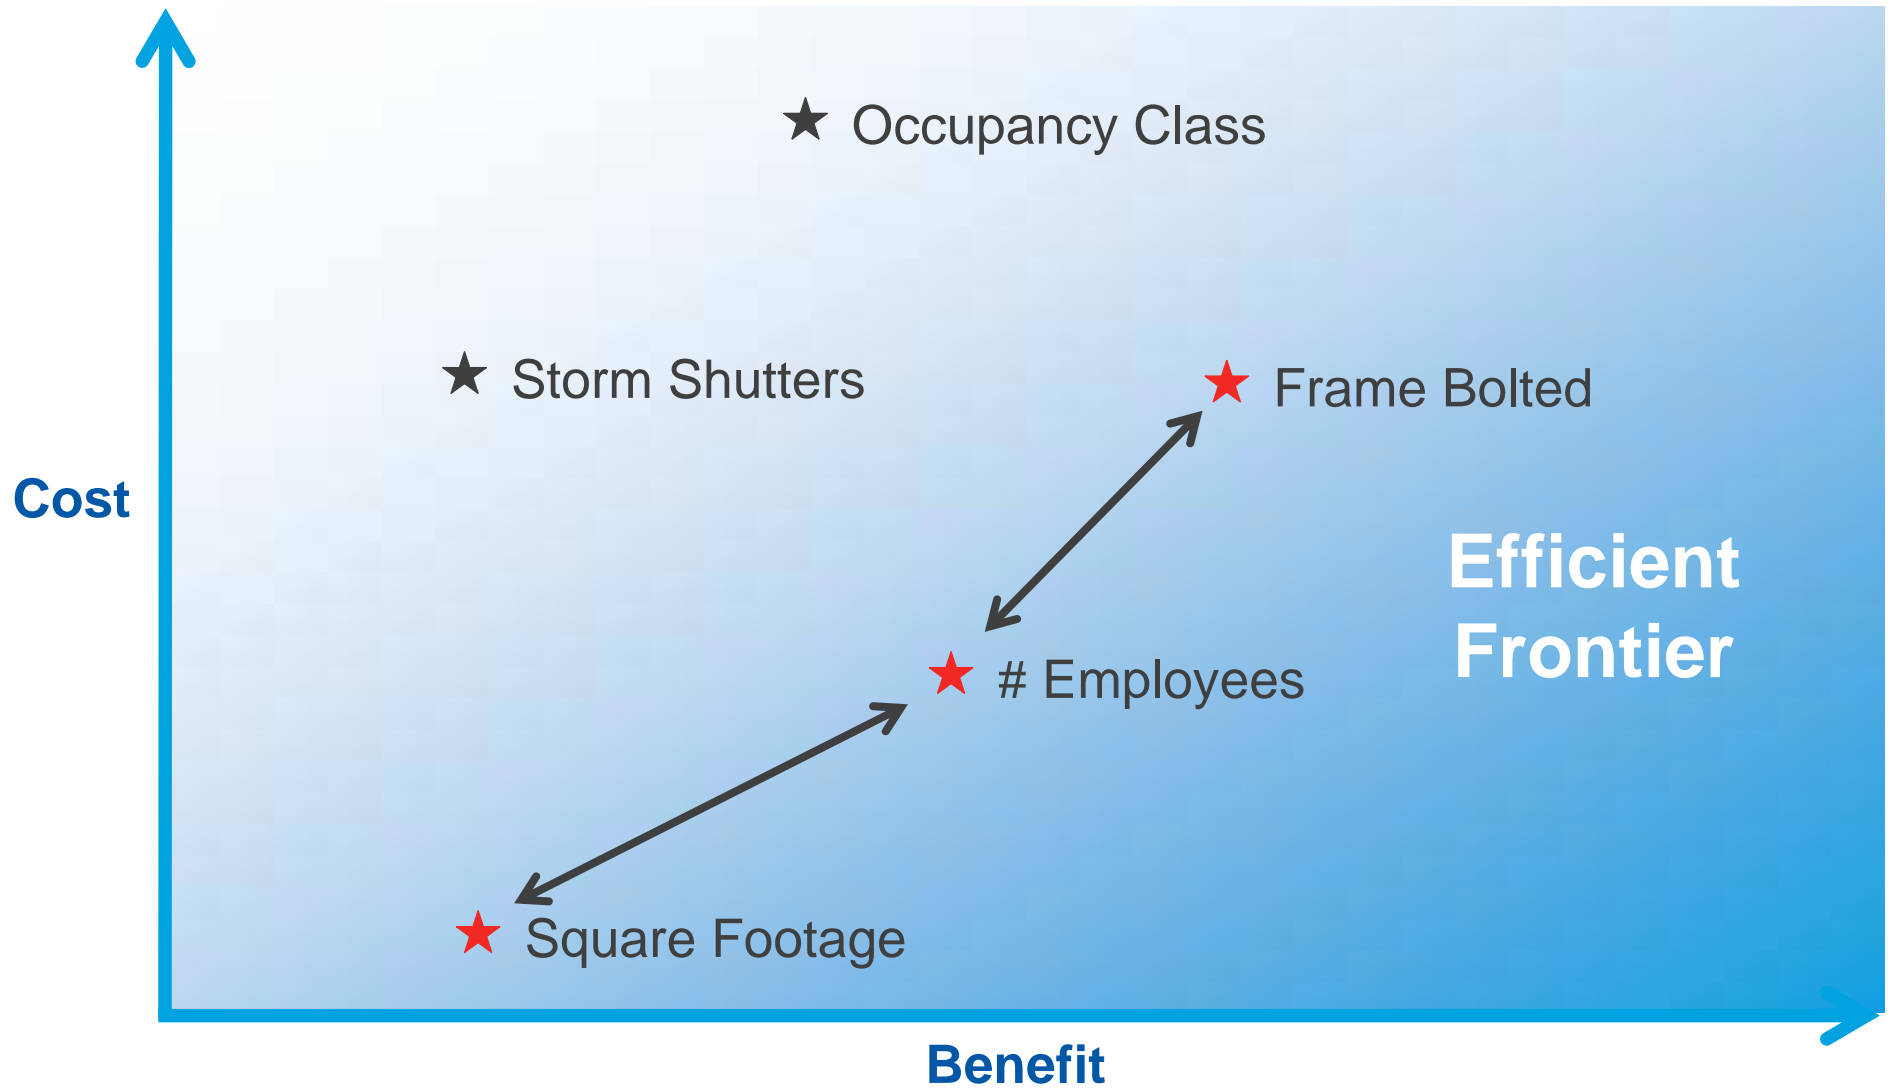 Occupancy Class
Storm Shutters
Frame Bolted
Cost
Efficient
Frontier
# Employees
Square Footage
Benefit